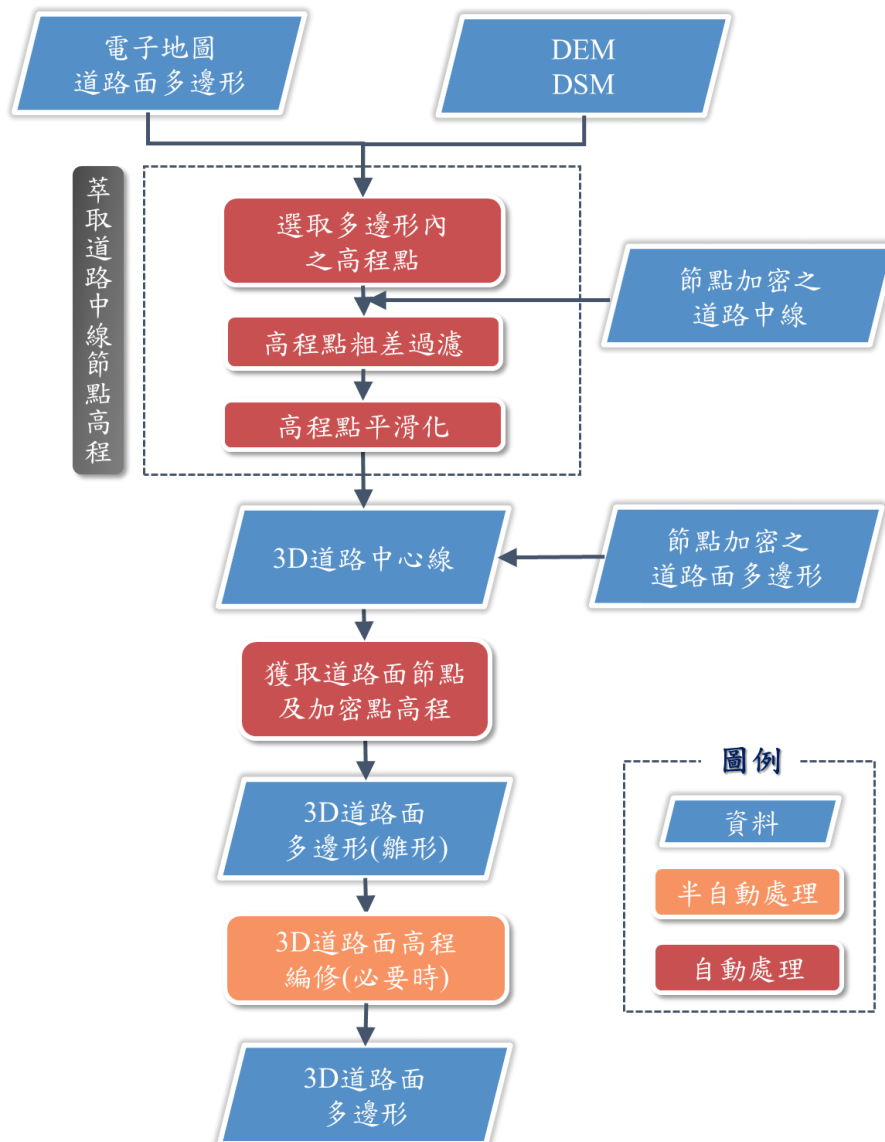 電子地圖
道路面多邊形
DEM
DSM
萃取道路中線節點高程
選取多邊形內
之高程點
節點加密之
道路中線
高程點粗差過濾
高程點平滑化
3D道路中心線
節點加密之
道路面多邊形
獲取道路面節點
及加密點高程
3D道路面
多邊形(雛形)
3D道路面高程
編修(必要時)
3D道路面
多邊形
圖例
資料
半自動處理
自動處理